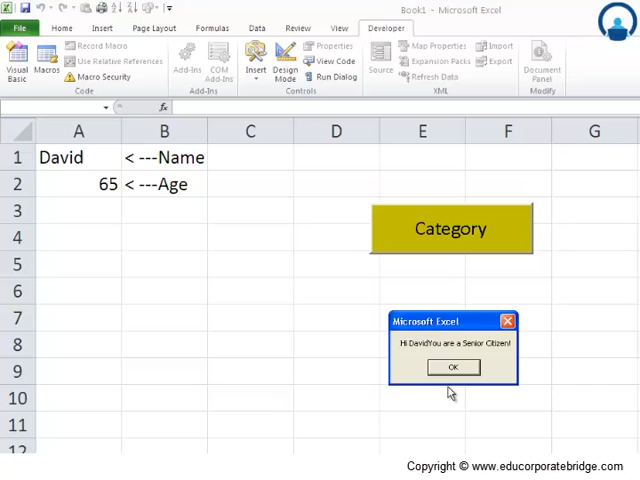 Book1 - Microsoft Excel
File Home Insert Page Layout Formulas Data Review View Developer
Visual Basic
Macros
Record Macro
Use Relative References
Macro Security
Code
Add-Ins
COM Add-Ins
Add-Ins
Insert
Design Mode
Properties
View Code
Run Dialog
Controls
Source
Map Properties
Expansion Packs
Refresh Data
Import
Export
XML
Document Panel
Modify
fx
A B C D E F G
1 David < ---Name
2 65 < ---Age
3
4
5
6
7
8
9
10
11
12
Category
Microsoft Excel
Hi DavidYou are a Senior Citizen!
OK
Copyright © www.educorporatebridge.com